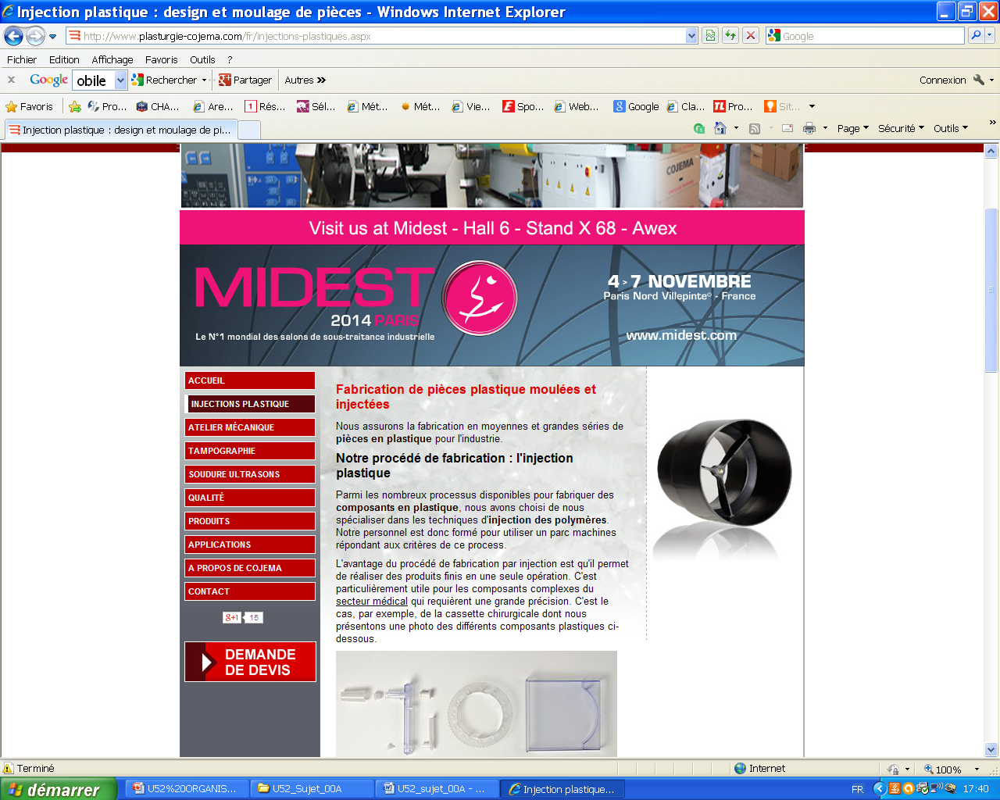 Injection plastique : design et moulage de pièces - Windows Internet Explorer
http://www.plasturgie-cojema.com/fr/injections-plastiques.aspx
Google
Fichier Edition Affichage Favoris Outils ?
x Google obile Rechercher Partager Autres » Connexion
Favoris Pro... CHA... Are... Rés... Sél... Mét... Mét... Vie... Spo... Web... Google Cla... Pro... Sit...
Injection plastique : design et moulage de pi... Page Sécurité Outils »
COJEMA
Visit us at Midest - Hall 6 - Stand X 68 - Awex
MIDEST
2014 PARIS
Le N°1 mondial des salons de sous-traitance industrielle
4 > 7 NOVEMBRE
Paris Nord Villepinte - France
www.midest.com
ACCUEIL
INJECTIONS PLASTIQUE
ATELIER MÉCANIQUE
TAMPOGRAPHIE
SOUDURE ULTRASONS
QUALITÉ
PRODUITS
APPLICATIONS
A PROPOS DE COJEMA
CONTACT
g+1 15
DEMANDE
DE DEVIS
Fabrication de pièces plastique moulées et
injectées
Nous assurons la fabrication en moyennes et grandes séries de
pièces en plastique pour l'industrie.
Notre procédé de fabrication : l'injection
plastique
Parmi les nombreux processus disponibles pour fabriquer des
composants en plastique, nous avons choisi de nous
spécialiser dans les techniques d'injection des polymères.
Notre personnel est donc formé pour utiliser un parc machines
répondant aux critères de ce process.
L'avantage du procédé de fabrication par injection est qu'il permet
de réaliser des produits finis en une seule opération. C'est
particulièrement utile pour les composants complexes du
secteur médical qui requièrent une grande précision. C'est le
cas, par exemple, de la cassette chirurgicale dont nous
présentons une photo des différents composants plastiques ci-
dessous.
Terminé Internet 100%
démarrer U52%20ORGANIS... U52_Sujet_00A U52_sujet_00A - ... Injection plastique... FR 17:40